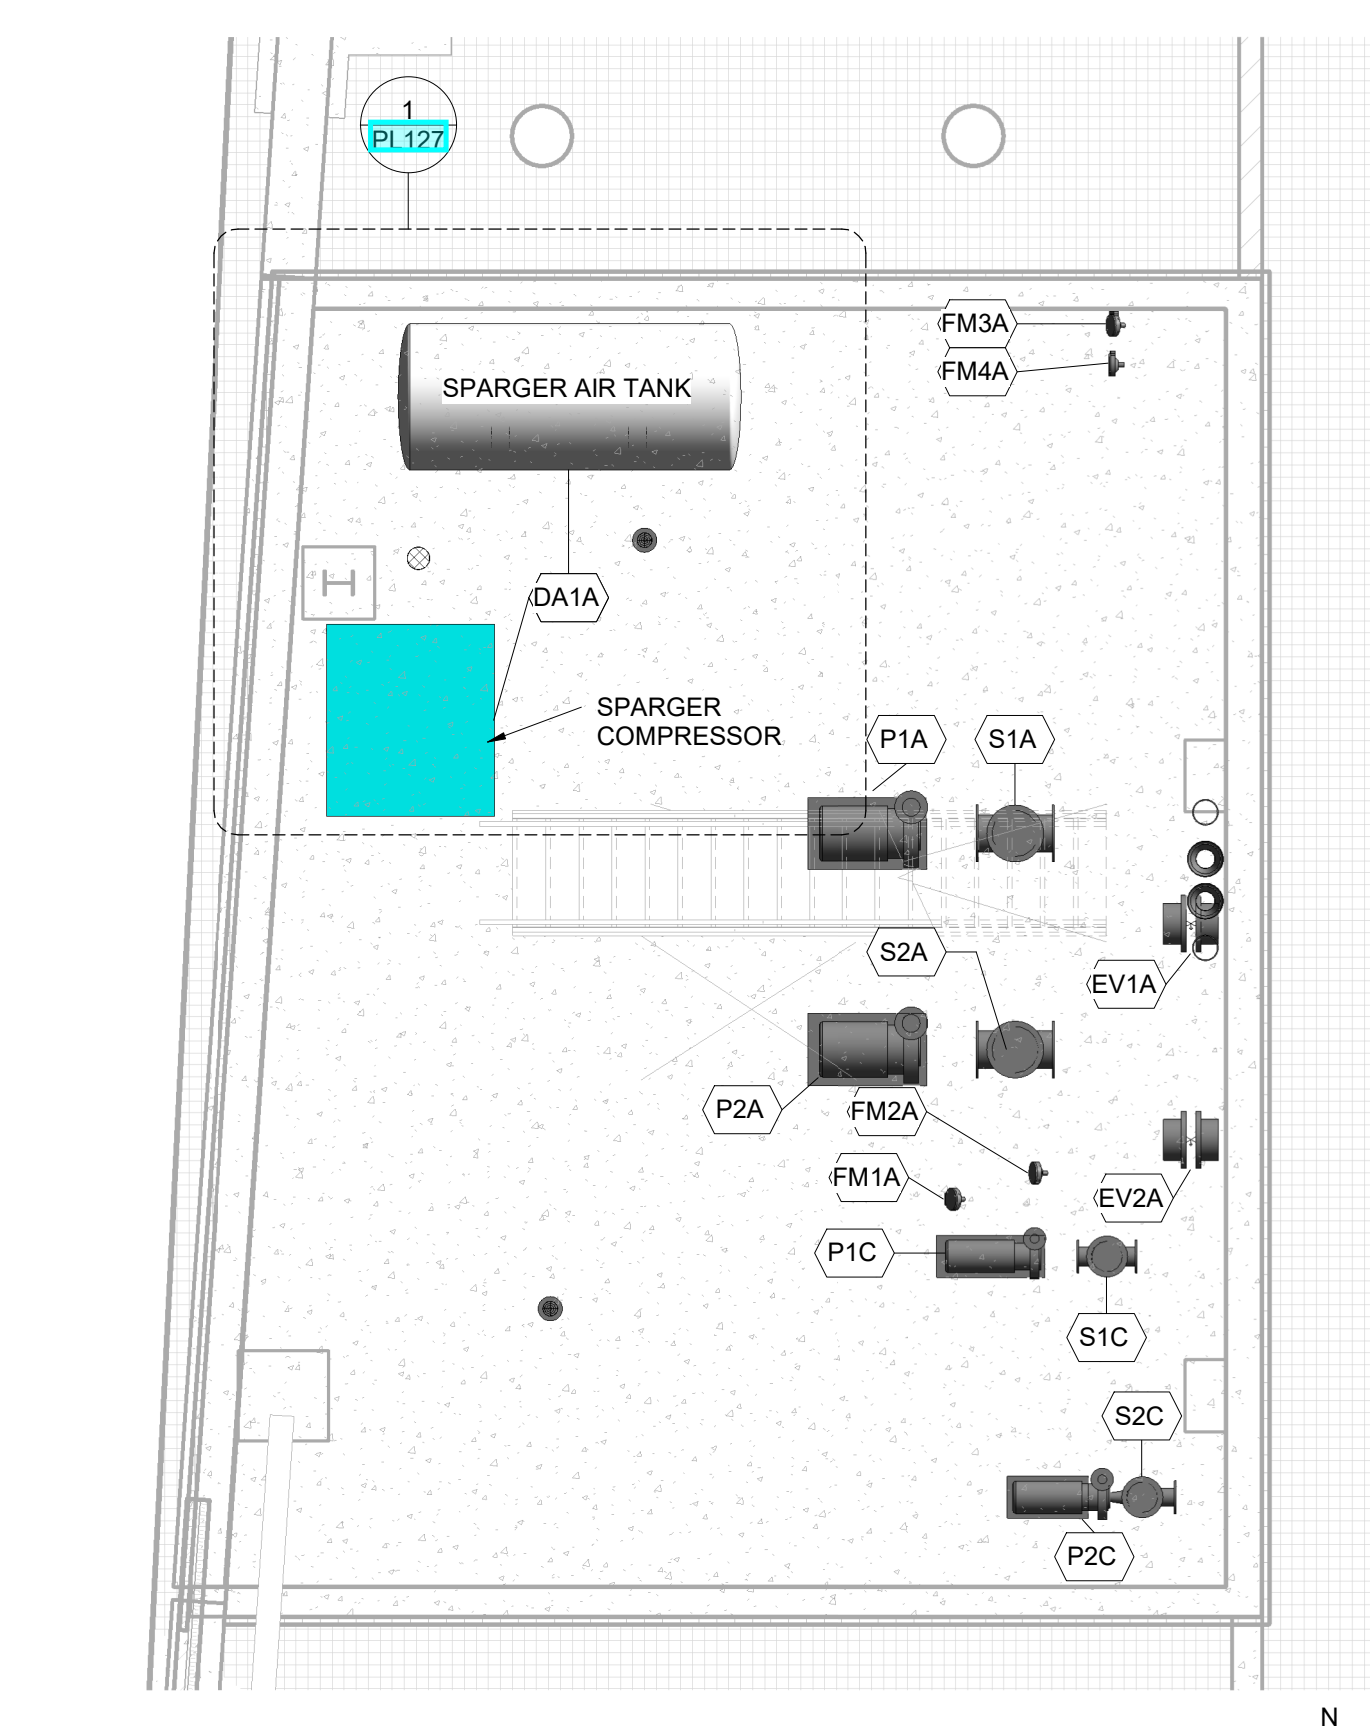 1
PL127
FM3A
FM4A
SPARGER AIR TANK
DA1A
SPARGER
COMPRESSOR
P1A
S1A
S2A
EV1A
P2A
FM2A
FM1A
EV2A
P1C
S1C
S2C
P2C
N